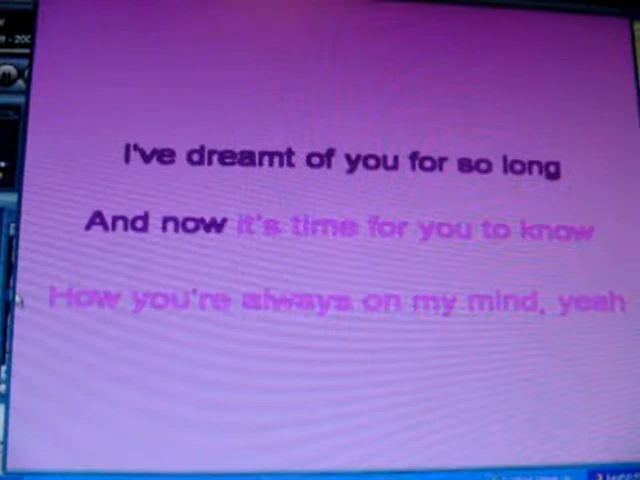 I've dreamt of you for so long
And now it's time for you to know
How you're always on my mind, yeah